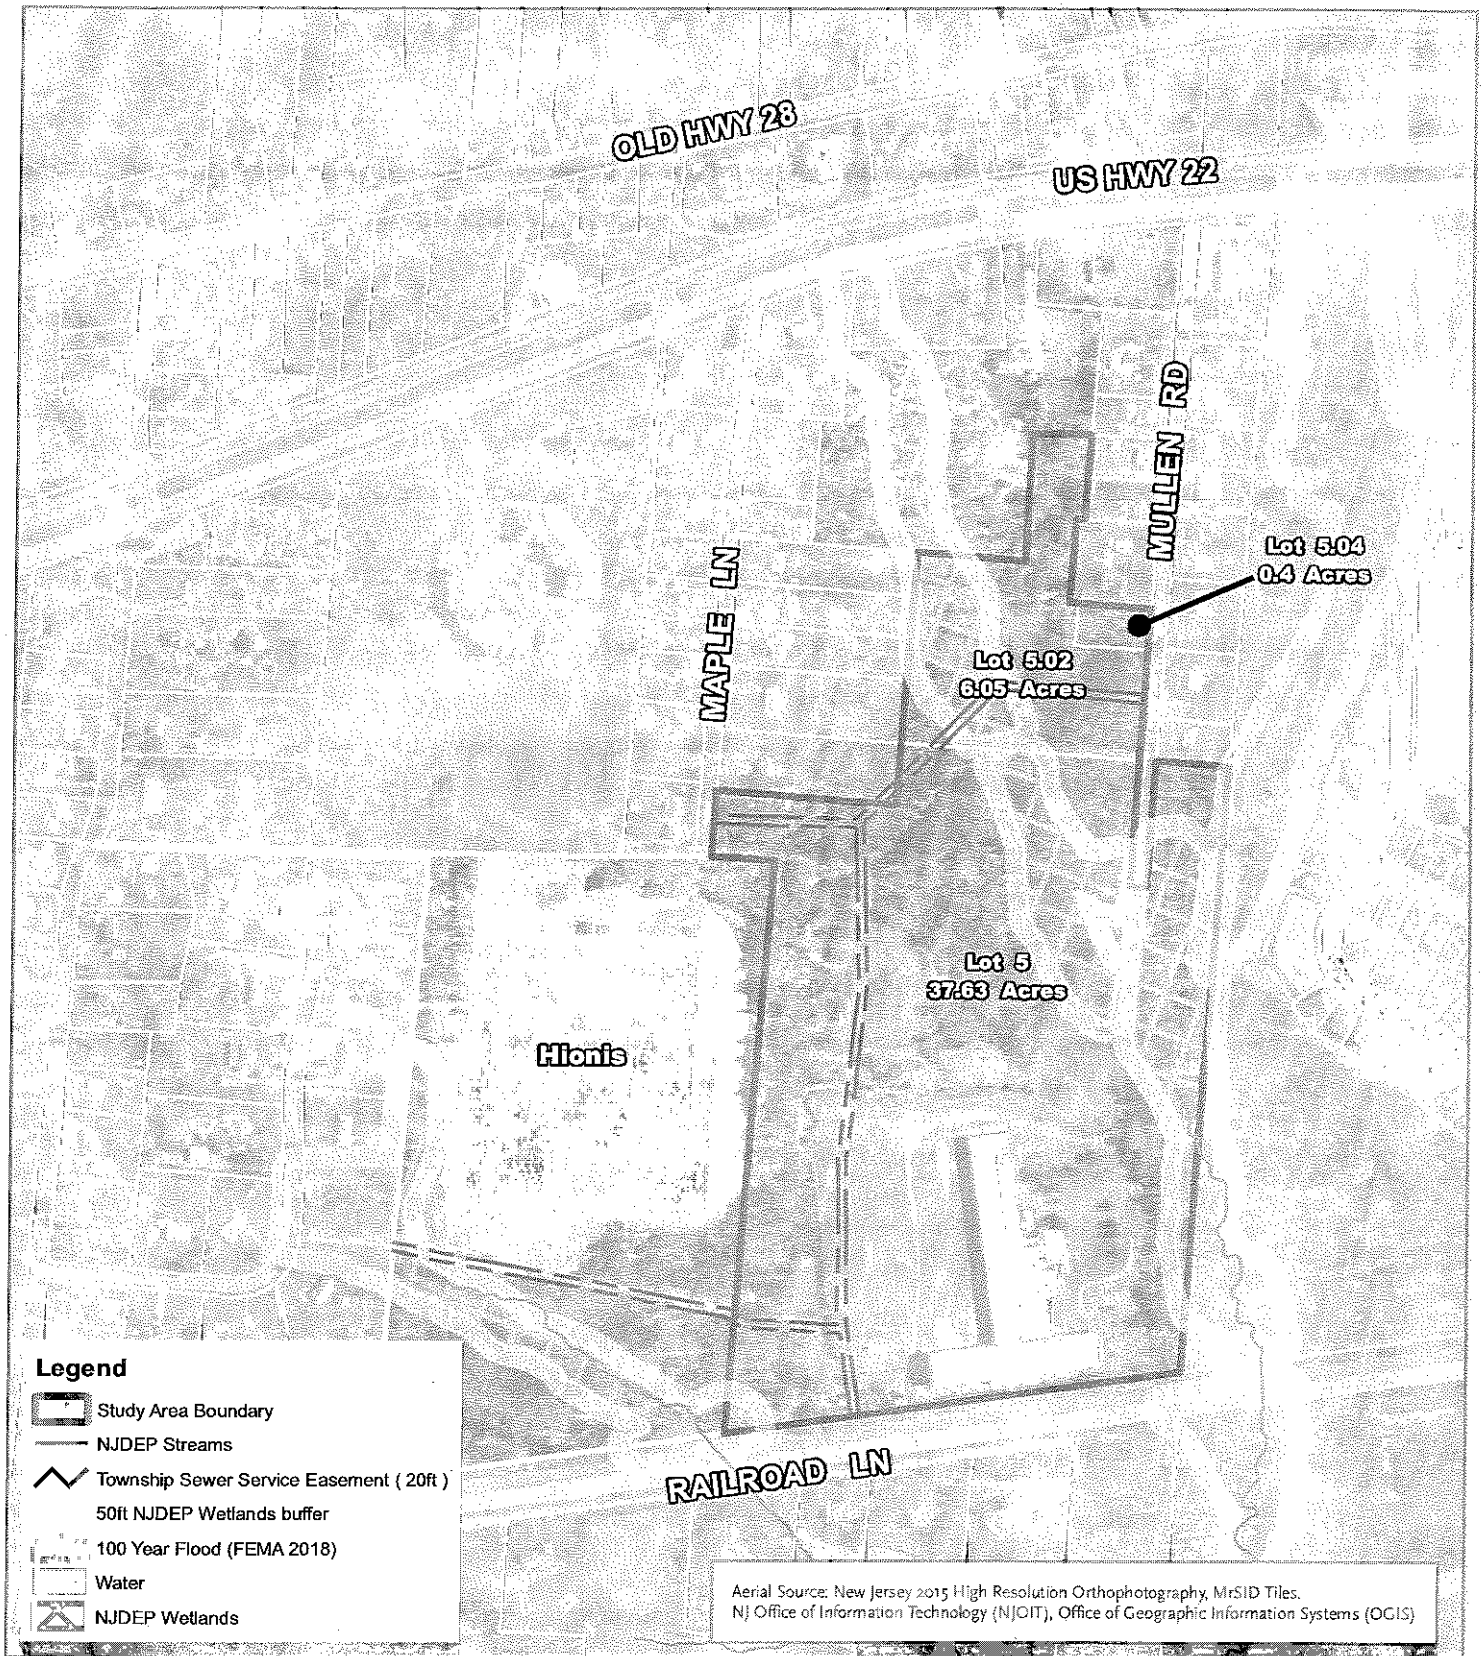 OLD HWY 28
US HWY 22
MULLEN RD
MAPLE LN
Lot 5.04
0.4 Acres
Lot 5.02
6.05 Acres
Lot 5
37.63 Acres
Hionis
RAILROAD LN
Legend
Study Area Boundary
NJDEP Streams
Township Sewer Service Easement ( 20ft )
50ft NJDEP Wetlands buffer
100 Year Flood (FEMA 2018)
Water
NJDEP Wetlands
Aerial Source: New Jersey 2015 High Resolution Orthophotography, MrSID Tiles.
NJ Office of Information Technology (NJOIT), Office of Geographic Information Systems (OGIS)